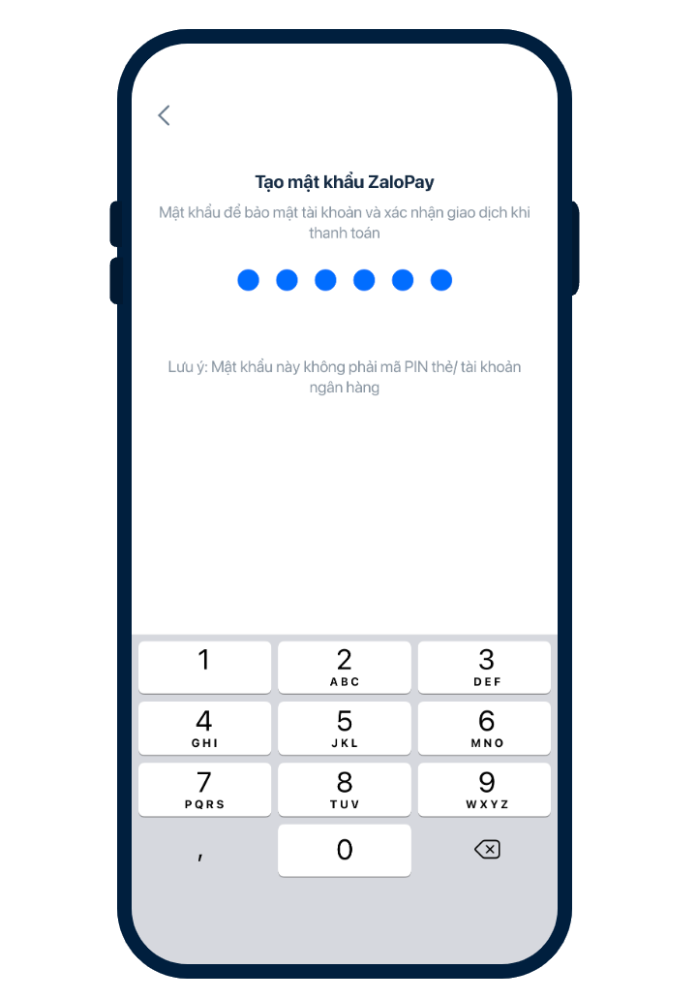 Tạo mật khẩu ZaloPay
Mật khẩu để bảo mật tài khoản và xác nhận giao dịch khi
thanh toán
Lưu ý: Mật khẩu này không phải mã PIN thẻ/ tài khoản
ngân hàng
1 2 3
ABC DEF
4 5 6
GHI JKL MNO
7 8 9
PQRS TUV WXYZ
, 0